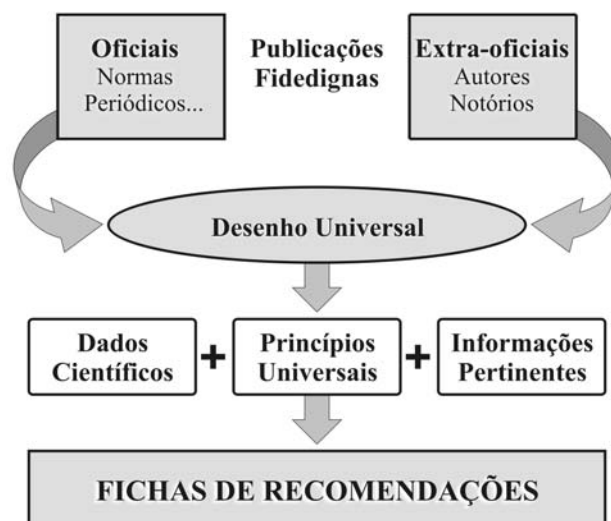 Oficiais
Normas
Periódicos...
Publicações
Fidedignas
Extra-oficiais
Autores
Notórios
Desenho Universal
Dados
Científicos
+
Princípios
Universais
+
Informações
Pertinentes
FICHAS DE RECOMENDAÇÕES